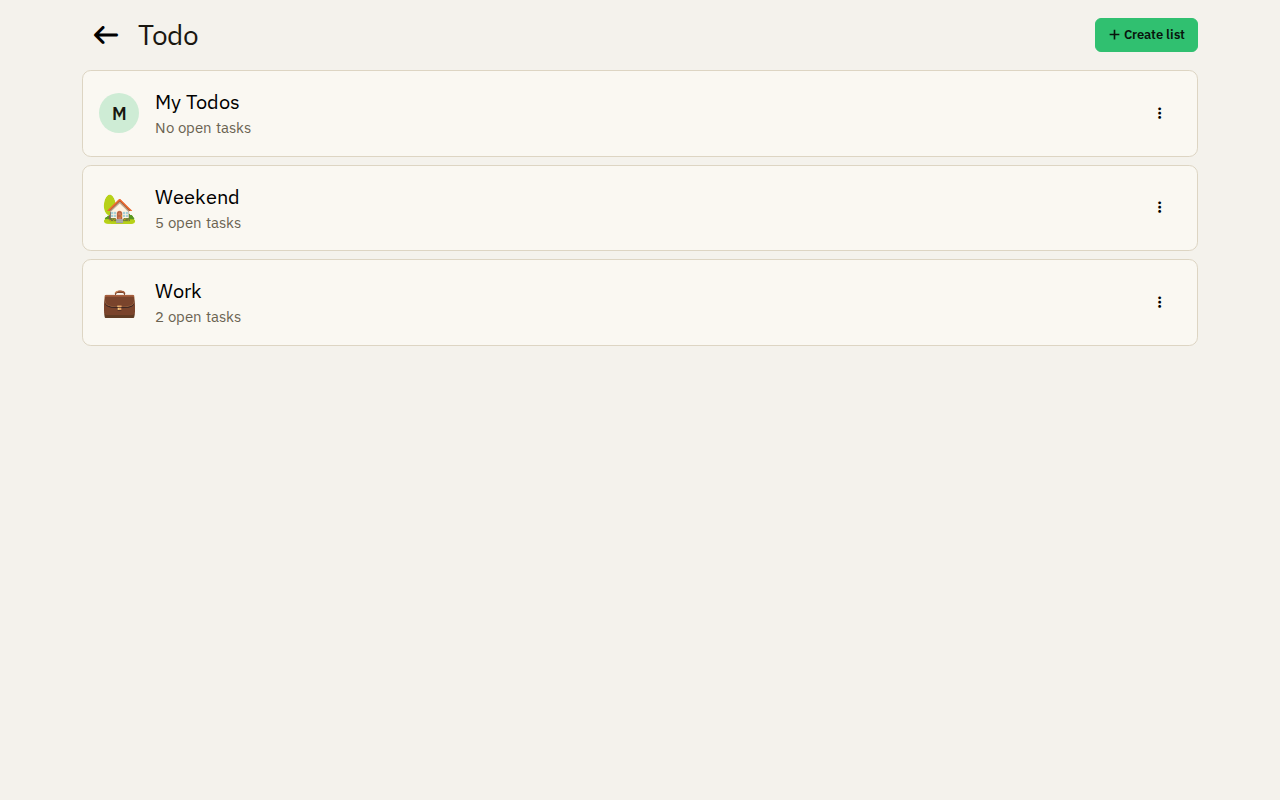 Todo
+ Create list
M
My Todos
No open tasks
Weekend
5 open tasks
Work
2 open tasks